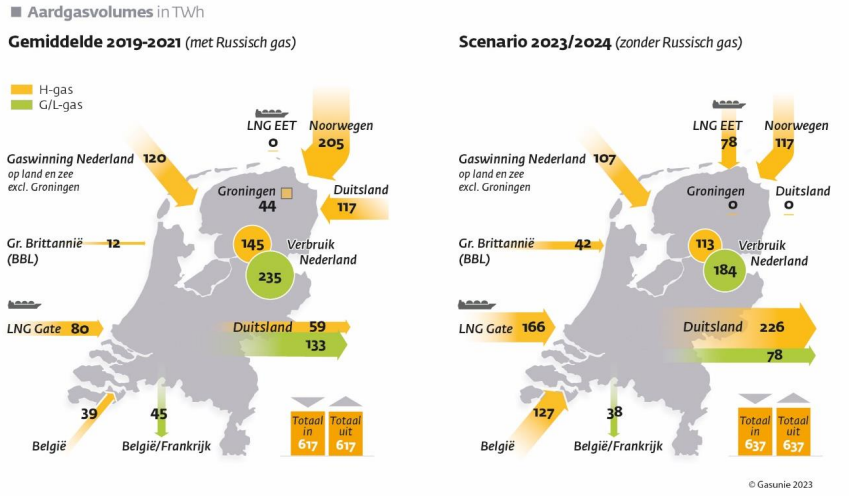 Aardgasvolumes in TWh
Gemiddelde 2019-2021 (met Russisch gas)
H-gas
G/L-gas
LNG EET
0
Noorwegen
205
Gaswinning Nederland
op land en zee
excl. Groningen
120
Groningen
44
Duitsland
117
Gr. Brittannië
(BBL)
12
145
235
Verbruik
Nederland
LNG Gate 80
Duitsland 59
133
39
België
45
België/Frankrijk
Totaal
in
617
Totaal
uit
617
Scenario 2023/2024 (zonder Russisch gas)
LNG EET
78
Noorwegen
117
Gaswinning Nederland
op land en zee
excl. Groningen
107
Groningen
0
Duitsland
0
Gr. Brittannië
(BBL)
42
113
184
Verbruik
Nederland
LNG Gate 166
Duitsland 226
78
127
België
38
België/Frankrijk
Totaal
in
637
Totaal
uit
637
© Gasunie 2023